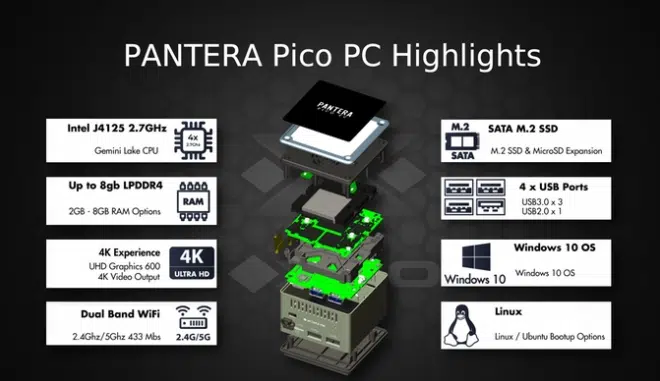 PANTERA Pico PC Highlights
PANTERA
Intel J4125 2.7GHz
Gemini Lake CPU
4x
2.7GHz
Up to 8gb LPDDR4
2GB - 8GB RAM Options
RAM
4K Experience
UHD Graphics 600
4K Video Output
4K
ULTRA HD
Dual Band WiFi
2.4Ghz/5Ghz 433 Mbs
2.4G/5G
M.2
SATA
SATA M.2 SSD
M.2 SSD & MicroSD Expansion
4 x USB Ports
USB3.0 x 3
USB2.0 x 1
Windows 10
Windows 10 OS
Windows 10 OS
Linux
Linux / Ubuntu Bootup Options